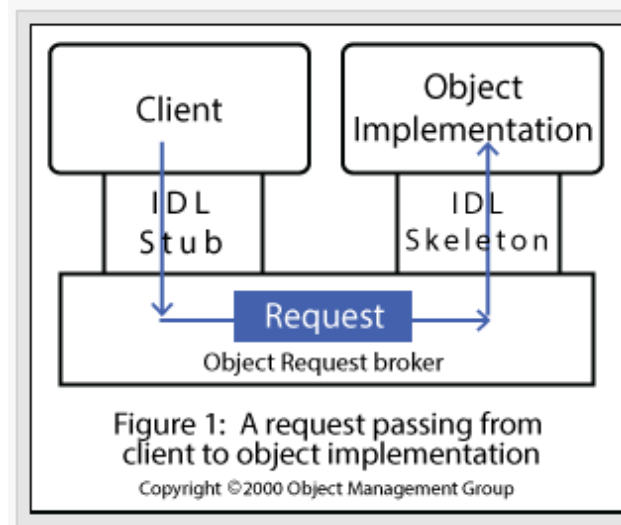 Client
Object
Implementation
IDL
Stub
IDL
Skeleton
Request
Object Request broker
Figure 1: A request passing from
client to object implementation
Copyright ©2000 Object Management Group